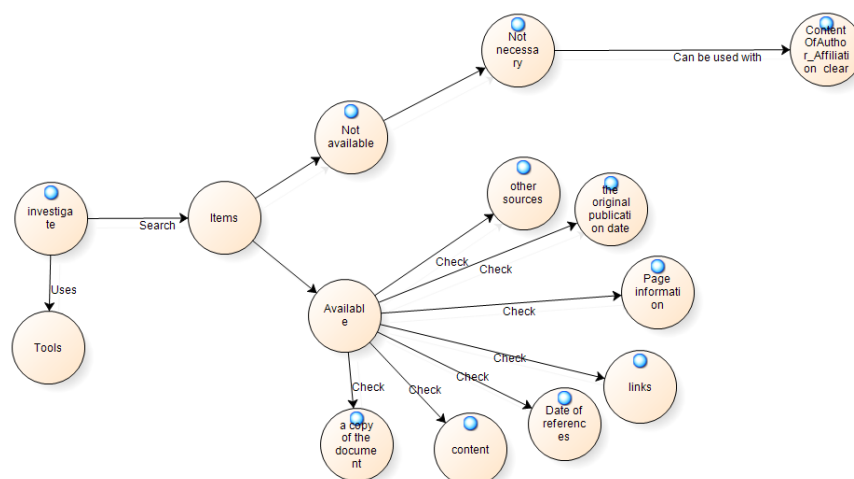 Not
necessa
ry
Can be used with
Content
OfAutho
r_Affiliati
on clear
Not
available
investiga
te
Search
Items
other
sources
the
original
publicati
on date
Check
Check
Uses
Page
informati
on
Availabl
e
Check
Tools
Check
links
Check
Check
Check
Date of
referenc
es
a copy
of the
docume
nt
content